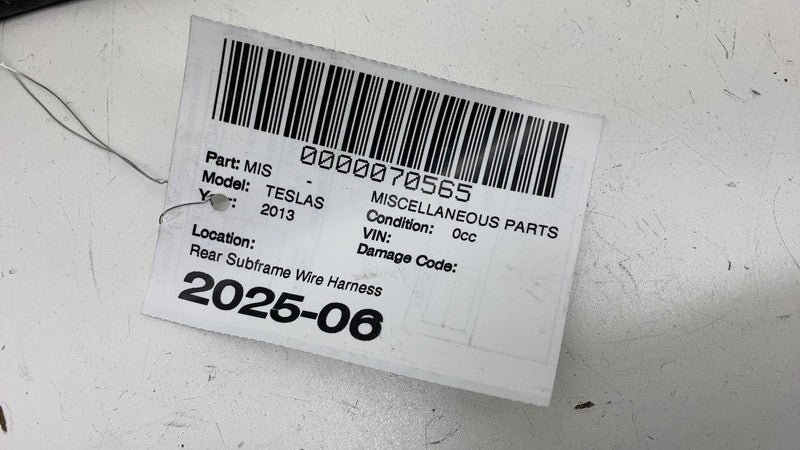 0000070565
Part: MIS - MISCELLANEOUS PARTS
Model: TESLAS Condition: 0cc
2013 VIN:
Damage Code:
Location:
Rear Subframe Wire Harness
2025-06